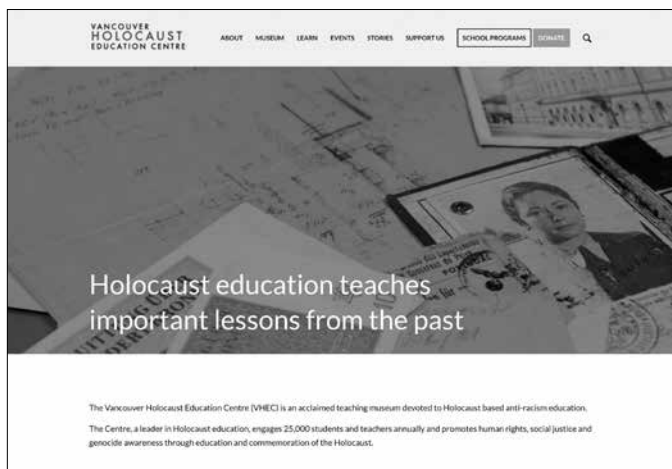 VANCOUVER
HOLOCAUST
EDUCATION CENTRE
ABOUT MUSEUM LEARN EVENTS STORIES SUPPORT US SCHOOL PROGRAMS DONATE
Holocaust education teaches
important lessons from the past
The Vancouver Holocaust Education Centre (VHEC) is an acclaimed teaching museum devoted to Holocaust based anti-racism education.
The Centre, a leader in Holocaust education, engages 25,000 students and teachers annually and promotes human rights, social justice and
genocide awareness through education and commemoration of the Holocaust.